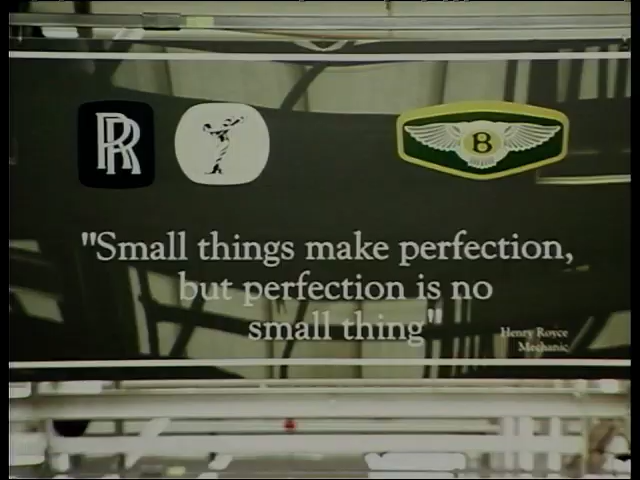 RR
B
"Small things make perfection,
but perfection is no
small thing"
Henry Royce
Mechanic